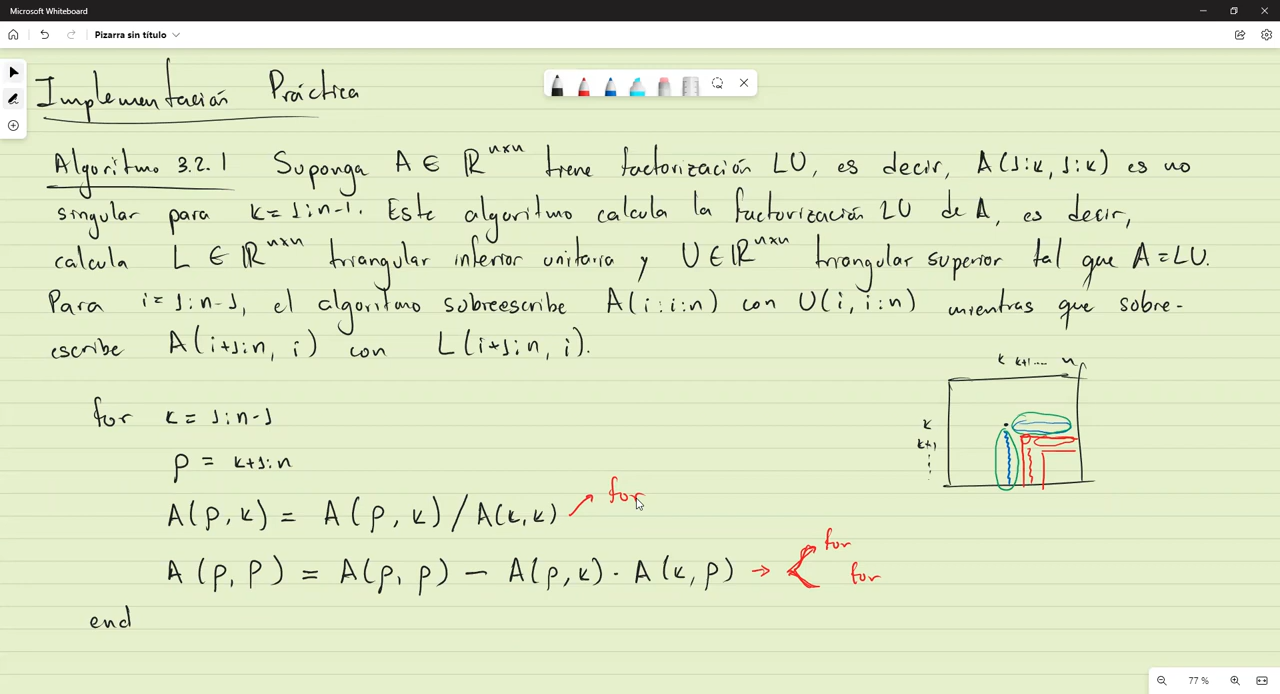 Microsoft Whiteboard
Pizarra sin título
Implementación Práctica
Algoritmo 3.2.1 Suponga A ∈ ℝⁿˣⁿ tiene factorización LU, es decir, A(1:k, 1:k) es no
singular para k = 1:n-1. Este algoritmo calcula la factorización LU de A, es decir,
calcula L ∈ ℝⁿˣⁿ triangular inferior unitaria y U ∈ ℝⁿˣⁿ triangular superior tal que A = LU.
Para i = 1:n-1, el algoritmo sobreescribe A(i:i:n) con U(i, i:n) mientras que sobre-
escribe A(i+1:n, i) con L(i+1:n, i).
k k+1 .... n
k
k+1
for k = 1:n-1
p = k+1:n
A(p,k) = A(p,k) / A(k,k) → for
A(p,p) = A(p,p) - A(p,k) · A(k,p) → for
for
end
77 %